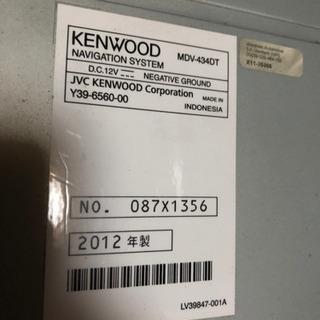 KENWOOD
MDV-434DT
NAVIGATION SYSTEM
D.C.12V NEGATIVE GROUND
JVC KENWOOD Corporation
Y39-6560-00
MADE IN
INDONESIA
NO. 087X1356
2012 年製
LV39847-001A